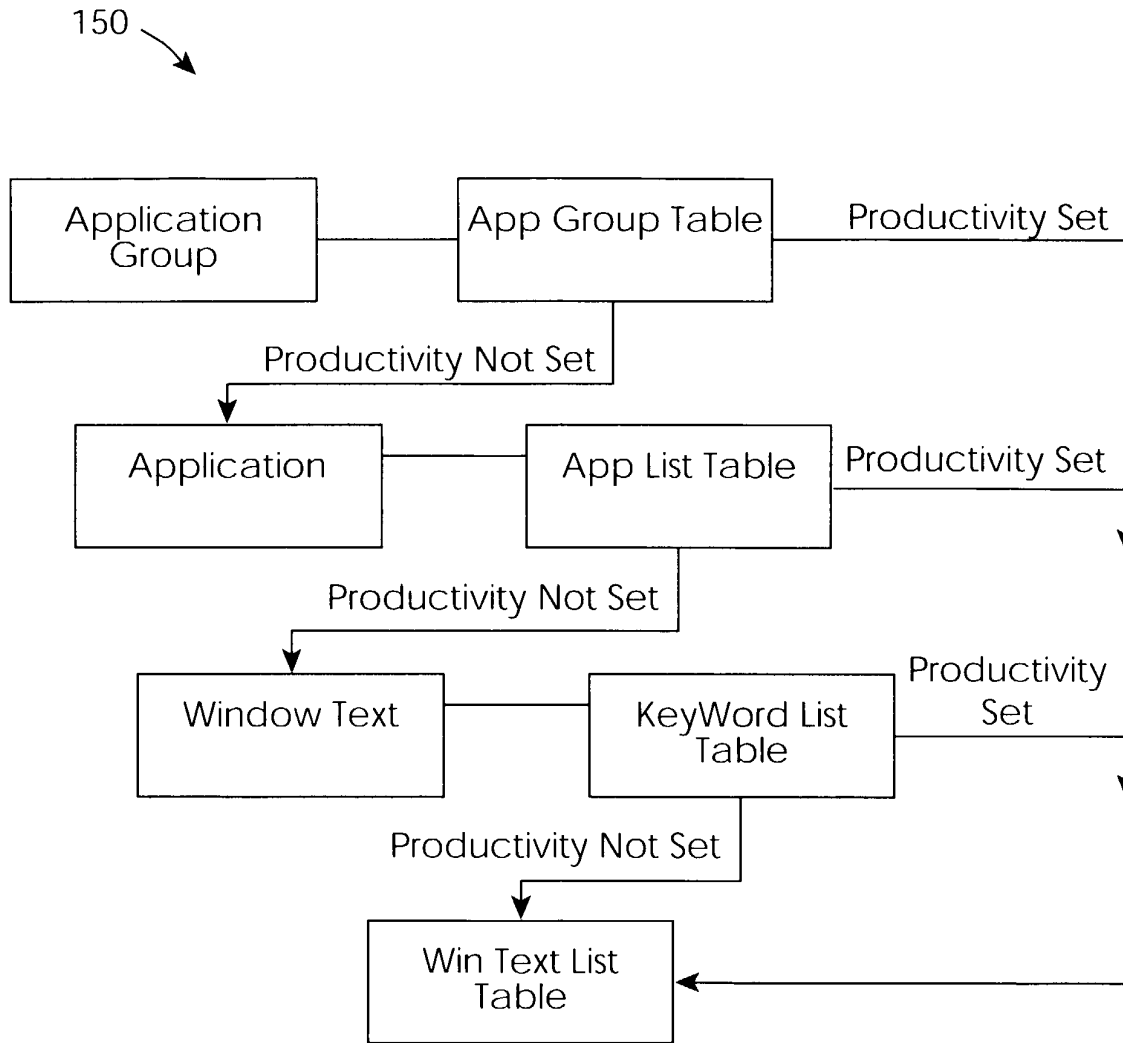 150
Application
Group
App Group Table
Productivity Set
Productivity Not Set
Application
App List Table
Productivity Set
Productivity Not Set
Window Text
KeyWord List
Table
Productivity
Set
Productivity Not Set
Win Text List
Table